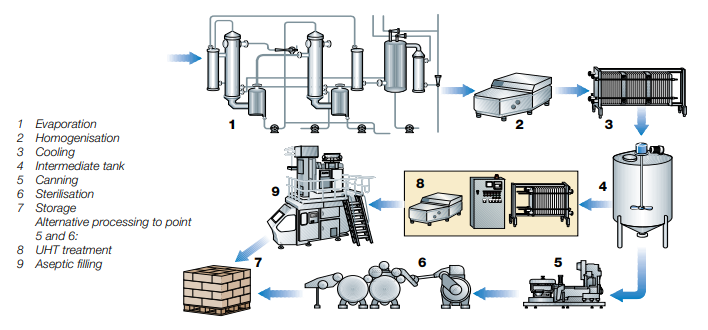 1
2
3
1 Evaporation
2 Homogenisation
3 Cooling
4 Intermediate tank
5 Canning
6 Sterilisation
7 Storage
Alternative processing to point
5 and 6:
8 UHT treatment
9 Aseptic filling
9
8
4
7
6
5